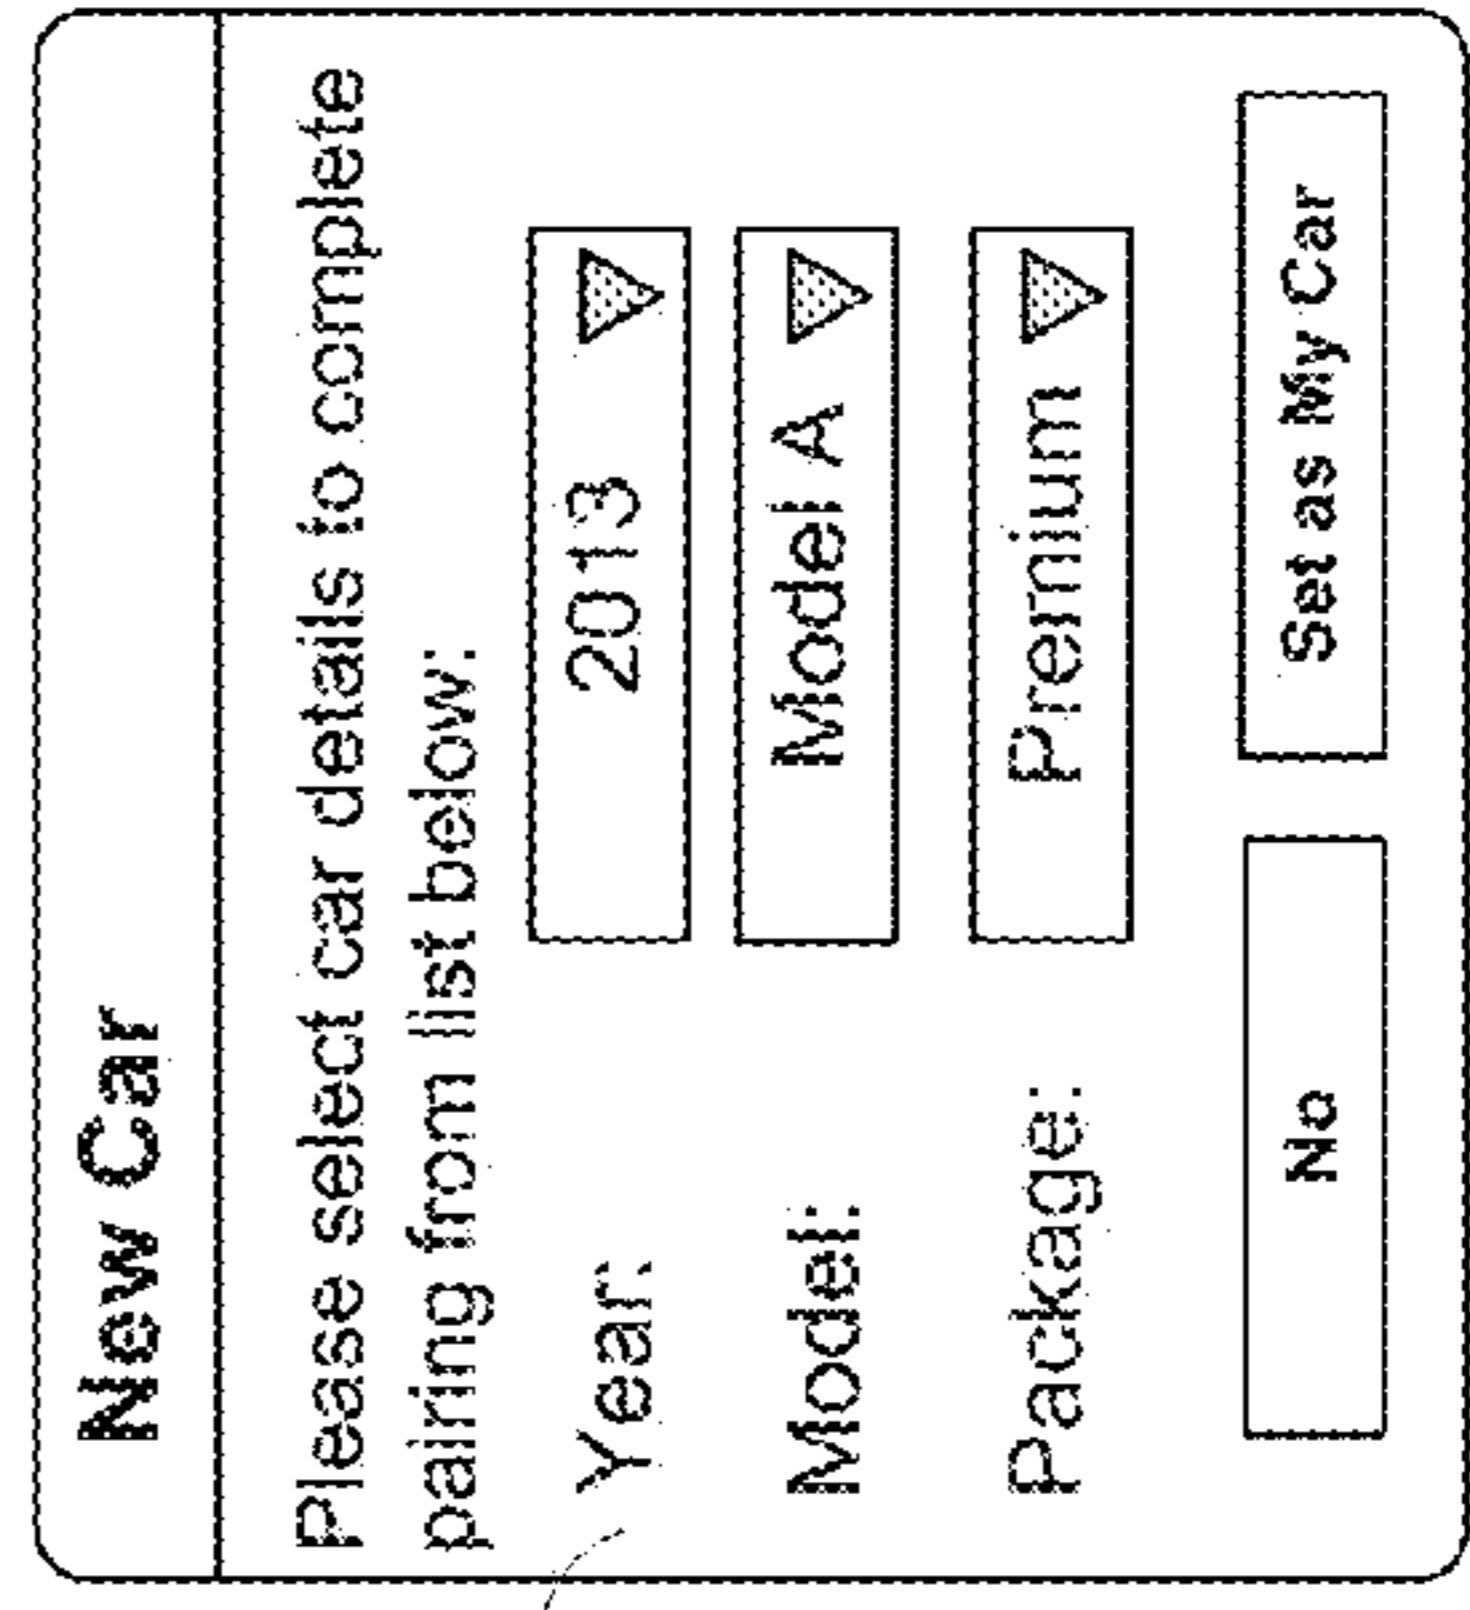 New Car
Please select car details to complete
pairing from list below:
Year: 2013
Model: Model A
Package: Premium
No Set as My Car